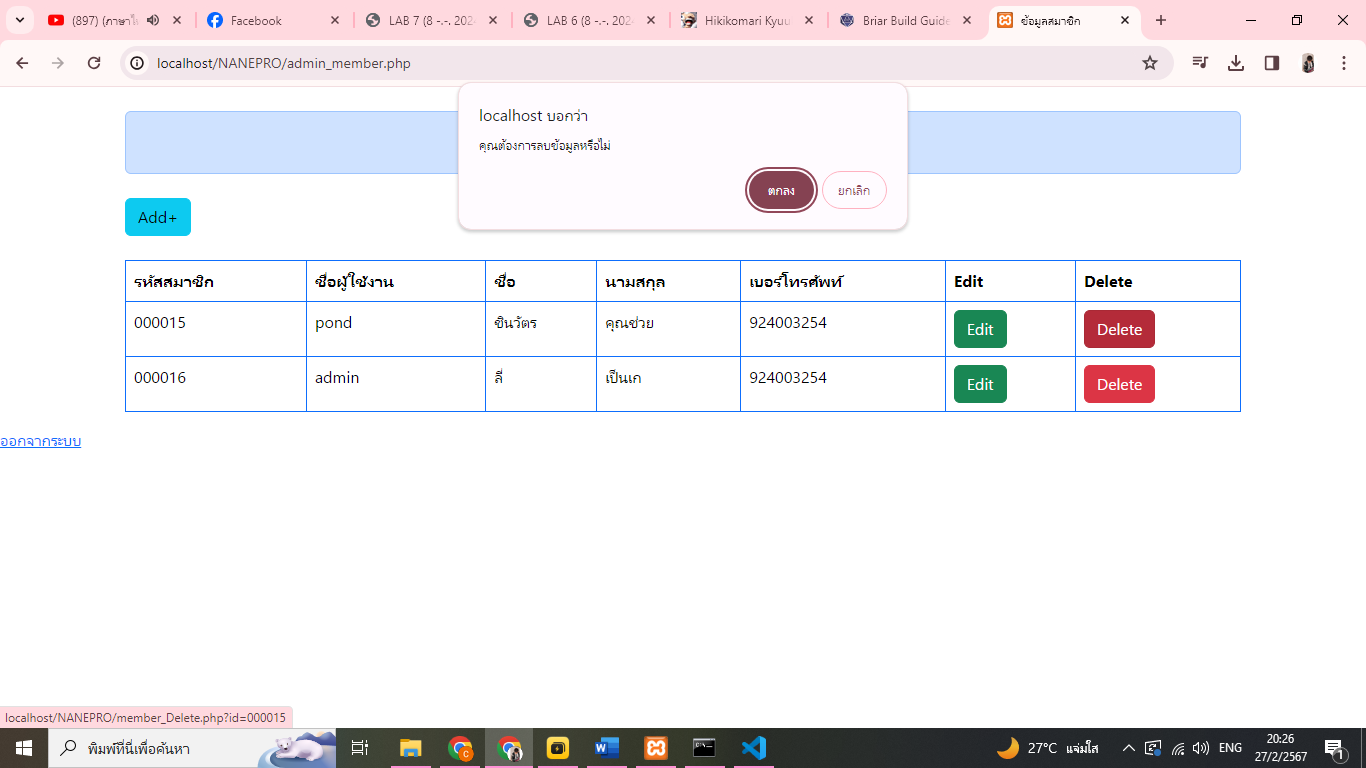 (897) (ภาษาไ
Facebook
LAB 7 (8 -.-. 202
LAB 6 (8 -.-. 202
Hikikomari Kyuu
Briar Build Guide
ข้อมูลสมาชิก
localhost/NANEPRO/admin_member.php
localhost บอกว่า
คุณต้องการลบข้อมูลหรือไม่
ตกลง
ยกเลิก
Add+
รหัสสมาชิก ชื่อผู้ใช้งาน ชื่อ นามสกุล เบอร์โทรศัพท์ Edit Delete
000015 pond ชินวัตร คุณช่วย 924003254 Edit Delete
000016 admin ลี่ เป็นเก 924003254 Edit Delete
ออกจากระบบ
localhost/NANEPRO/member_Delete.php?id=000015
พิมพ์ที่นี่เพื่อค้นหา
27°C แจ่มใส
ENG
20:26
27/2/2567
1